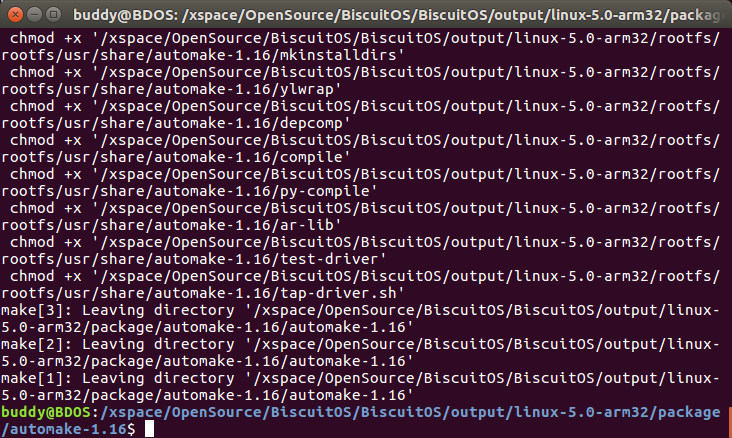 buddy@BDOS: /xspace/OpenSource/BiscuitOS/BiscuitOS/output/linux-5.0-arm32/package
 chmod +x '/xspace/OpenSource/BiscuitOS/BiscuitOS/output/linux-5.0-arm32/rootfs/
rootfs/usr/share/automake-1.16/mkinstalldirs'
 chmod +x '/xspace/OpenSource/BiscuitOS/BiscuitOS/output/linux-5.0-arm32/rootfs/
rootfs/usr/share/automake-1.16/ylwrap'
 chmod +x '/xspace/OpenSource/BiscuitOS/BiscuitOS/output/linux-5.0-arm32/rootfs/
rootfs/usr/share/automake-1.16/depcomp'
 chmod +x '/xspace/OpenSource/BiscuitOS/BiscuitOS/output/linux-5.0-arm32/rootfs/
rootfs/usr/share/automake-1.16/compile'
 chmod +x '/xspace/OpenSource/BiscuitOS/BiscuitOS/output/linux-5.0-arm32/rootfs/
rootfs/usr/share/automake-1.16/py-compile'
 chmod +x '/xspace/OpenSource/BiscuitOS/BiscuitOS/output/linux-5.0-arm32/rootfs/
rootfs/usr/share/automake-1.16/ar-lib'
 chmod +x '/xspace/OpenSource/BiscuitOS/BiscuitOS/output/linux-5.0-arm32/rootfs/
rootfs/usr/share/automake-1.16/test-driver'
 chmod +x '/xspace/OpenSource/BiscuitOS/BiscuitOS/output/linux-5.0-arm32/rootfs/
rootfs/usr/share/automake-1.16/tap-driver.sh'
make[3]: Leaving directory '/xspace/OpenSource/BiscuitOS/BiscuitOS/output/linux-
5.0-arm32/package/automake-1.16/automake-1.16'
make[2]: Leaving directory '/xspace/OpenSource/BiscuitOS/BiscuitOS/output/linux-
5.0-arm32/package/automake-1.16/automake-1.16'
make[1]: Leaving directory '/xspace/OpenSource/BiscuitOS/BiscuitOS/output/linux-
5.0-arm32/package/automake-1.16/automake-1.16'
buddy@BDOS:/xspace/OpenSource/BiscuitOS/BiscuitOS/output/linux-5.0-arm32/package
/automake-1.16$